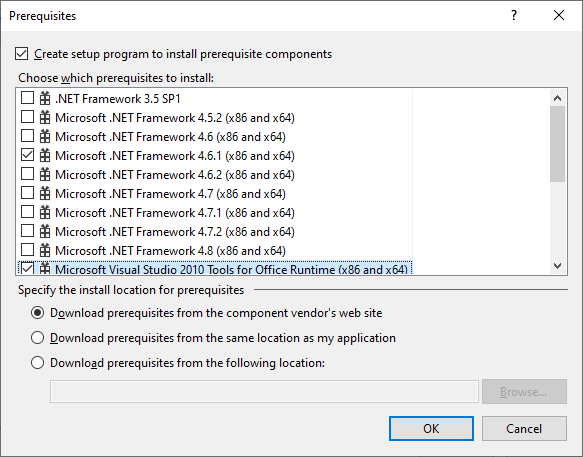 Prerequisites
Create setup program to install prerequisite components
Choose which prerequisites to install:
.NET Framework 3.5 SP1
Microsoft .NET Framework 4.5.2 (x86 and x64)
Microsoft .NET Framework 4.6 (x86 and x64)
Microsoft .NET Framework 4.6.1 (x86 and x64)
Microsoft .NET Framework 4.6.2 (x86 and x64)
Microsoft .NET Framework 4.7 (x86 and x64)
Microsoft .NET Framework 4.7.1 (x86 and x64)
Microsoft .NET Framework 4.7.2 (x86 and x64)
Microsoft .NET Framework 4.8 (x86 and x64)
Microsoft Visual Studio 2010 Tools for Office Runtime (x86 and x64)
Specify the install location for prerequisites
Download prerequisites from the component vendor's web site
Download prerequisites from the same location as my application
Download prerequisites from the following location:
Browse...
OK Cancel